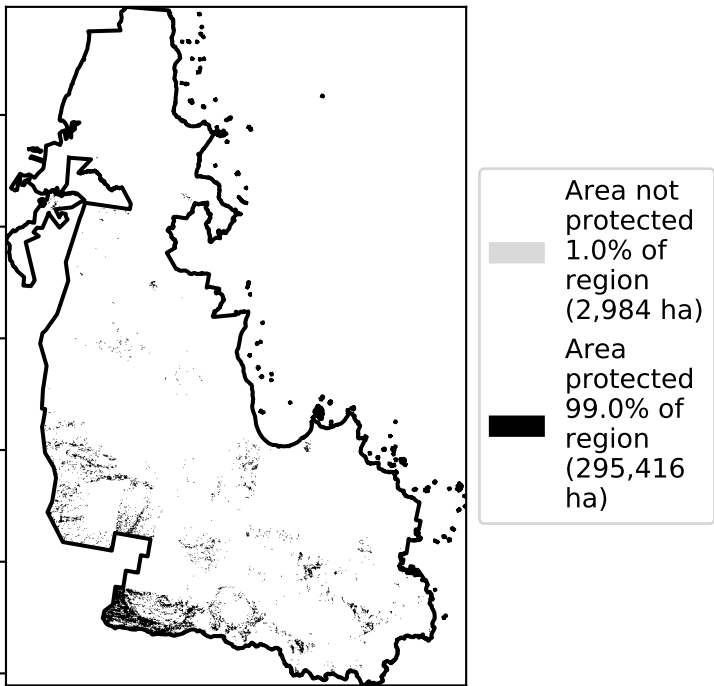 Area not
protected
1.0% of
region
(2,984 ha)
Area
protected
99.0% of
region
(295,416
ha)